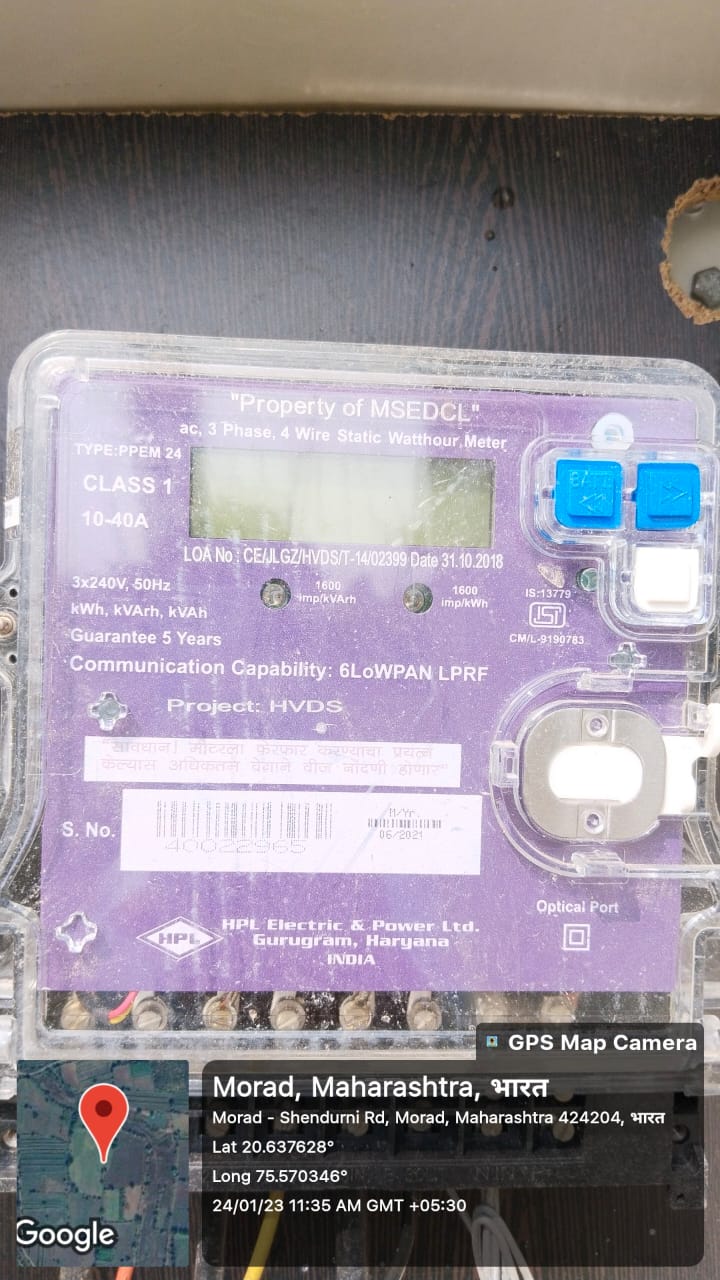 "Property of MSEDCL"
ac, 3 Phase, 4 Wire Static Watthour Meter
TYPE:PPEM 24
CLASS 1
10-40A
LOA No : CE/JLGZ/HVDS/T-14/02399 Date 31.10.2018
3x240V, 50Hz
1600
imp/kVArh
1600
imp/kWh
IS:13779
ISI
CM/L-9190783
kWh, kVArh, kVAh
Guarantee 5 Years
Communication Capability: 6LoWPAN LPRF
Project: HVDS
"सावधान! मीटरला फेरफार करण्याचा प्रयत्न
केल्यास अधिकतम वेगाने वीज नोंदणी होणार"
S. No.
40022965
M/Yr.
06/2021
Optical Port
HPL
HPL Electric & Power Ltd.
Gurugram, Haryana
INDIA
GPS Map Camera
Morad, Maharashtra, भारत
Morad - Shendurni Rd, Morad, Maharashtra 424204, भारत
Lat 20.637628°
Long 75.570346°
24/01/23 11:35 AM GMT +05:30
Google